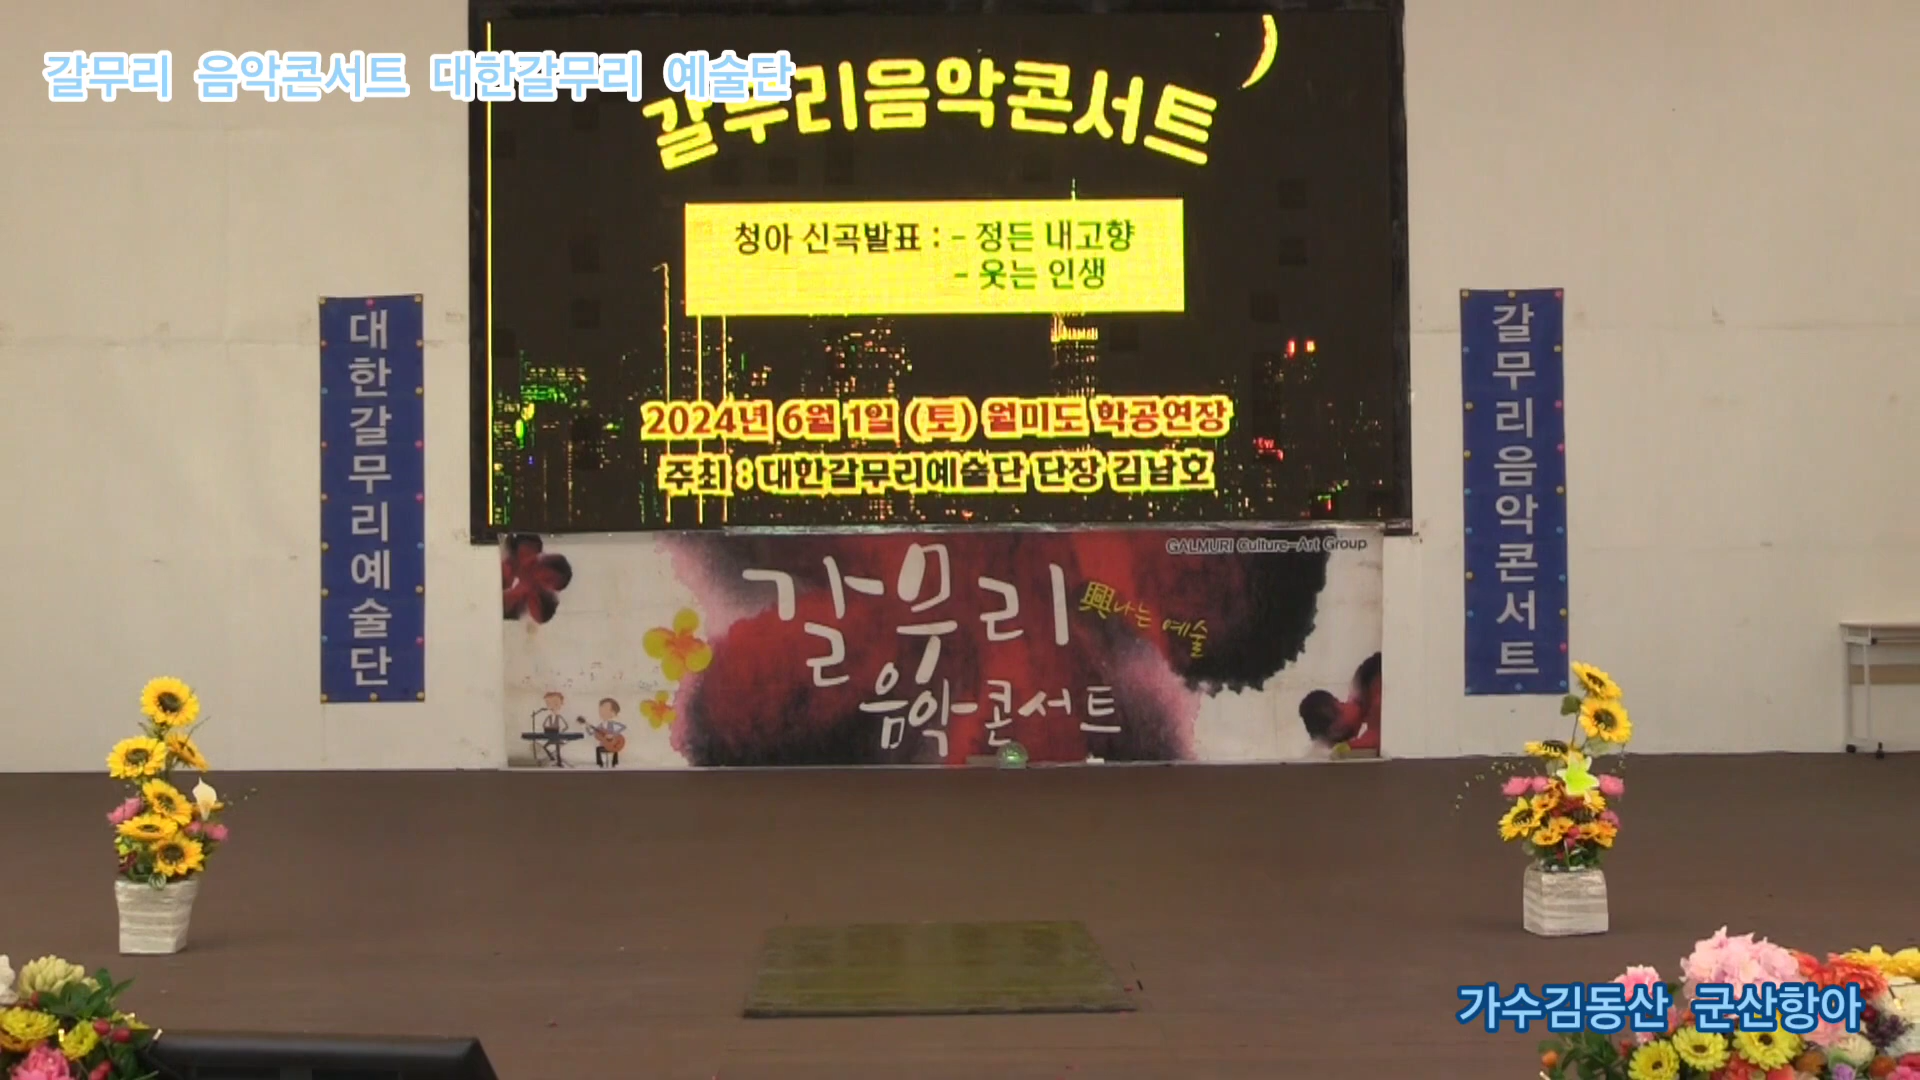 갈무리 음악콘서트 대한갈무리 예술단
갈무리음악콘서트
청아 신곡발표 : - 정든 내고향
- 웃는 인생
2024년 6월 1일 (토) 월미도 학공연장
주최 : 대한갈무리예술단 단장 김남호
대한갈무리예술단
갈무리음악콘서트
GALMURI Culture-Art Group
갈무리
興나는 예술
음악콘서트
가수김동산 군산항아